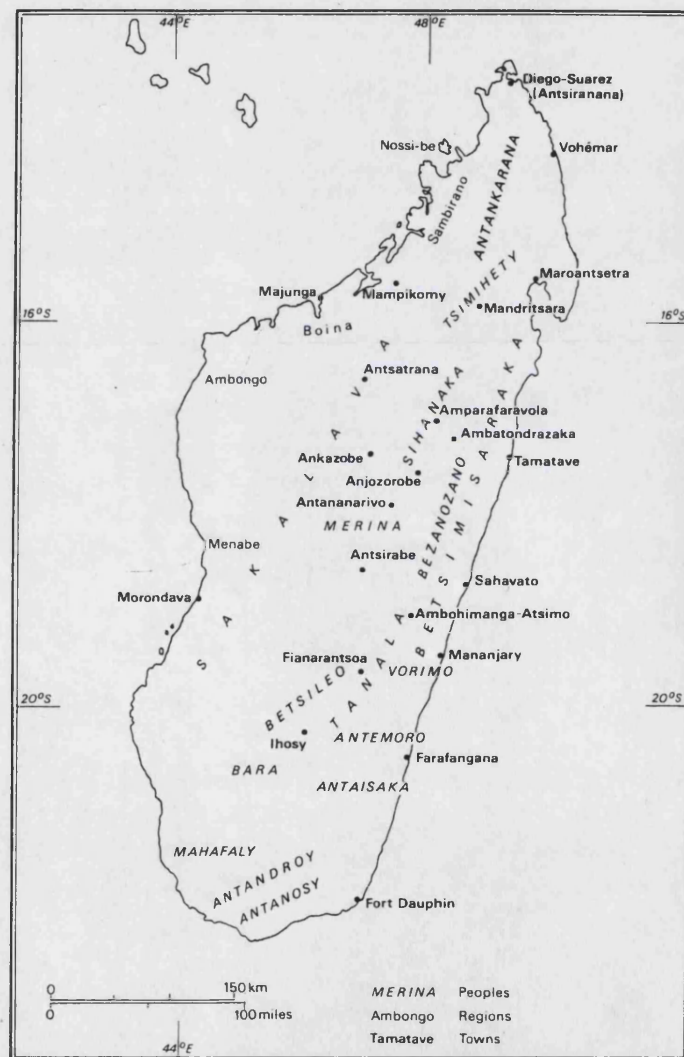 44°E
48°E
Diego-Suarez
(Antsiranana)
Nossi-be
Vohémar
Sambirano
ANTANKARANA
Maroantsetra
Majunga
Mampikomy
TSIMIHETY
Mandritsara
16°S
16°S
Boina
Ambongo
Antsatrana
SAKALAVA
SIHANAKA
Amparafaravola
Ambatondrazaka
Ankazobe
Tamatave
Anjozorobe
BEZANOZANO
BETSIMISARAKA
Antananarivo
MERINA
Menabe
Antsirabe
Sahavato
Morondava
Ambohimanga-Atsimo
TANALA
Mananjary
Fianarantsoa
VORIMO
BETSILEO
20°S
20°S
Ihosy
ANTEMORO
Farafangana
BARA
ANTAISAKA
MAHAFALY
ANTANDROY
ANTANOSY
Fort Dauphin
0 150 km
0 100 miles
MERINA Peoples
Ambongo Regions
Tamatave Towns
44°E